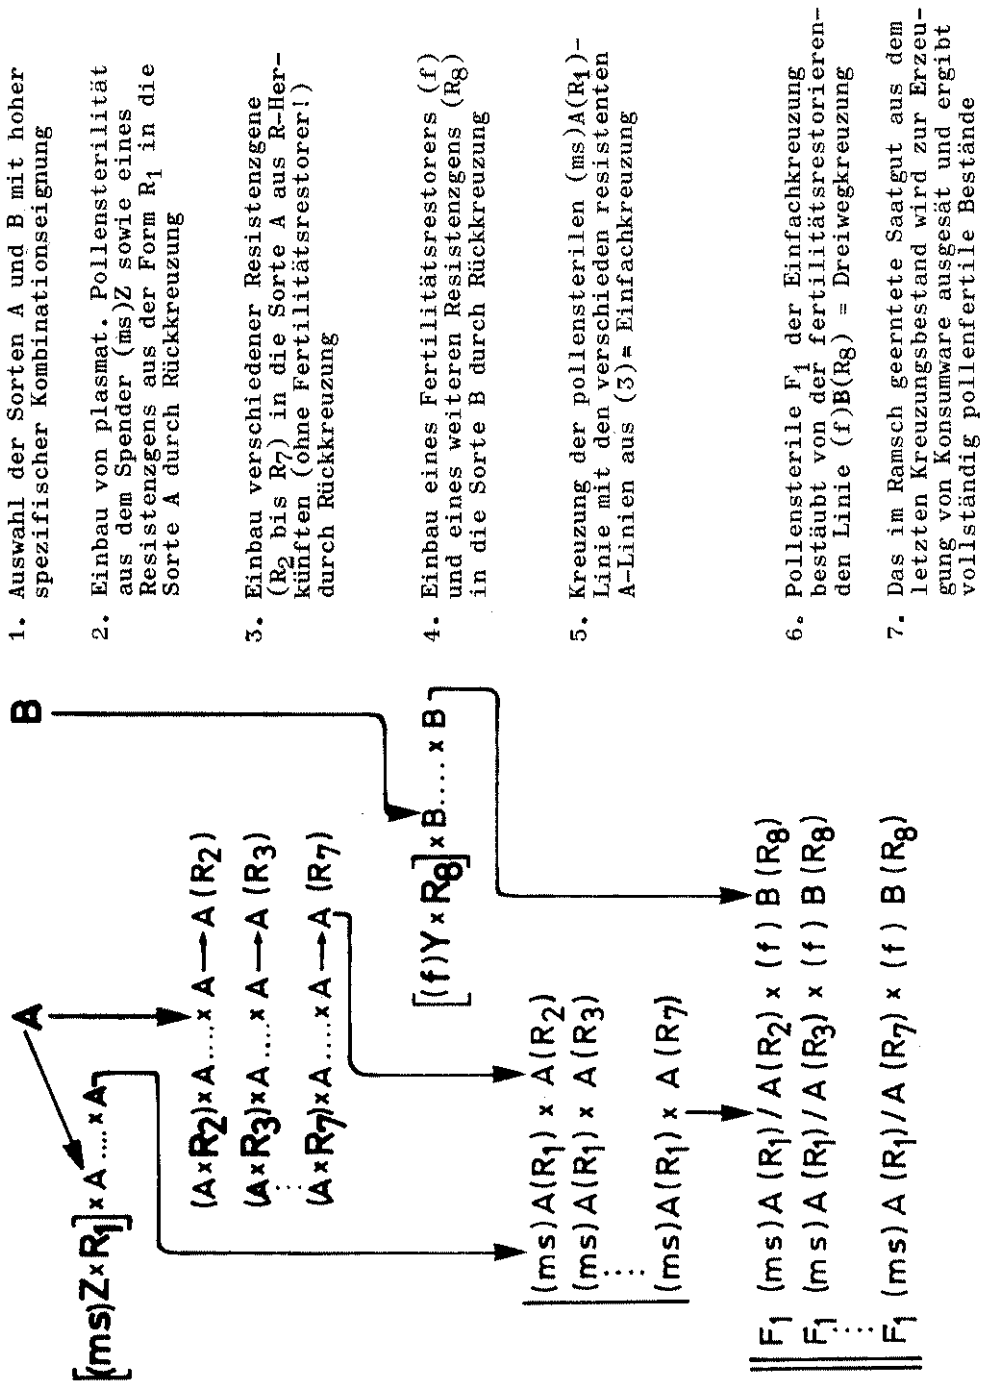 A
B
1. Auswahl der Sorten A und B mit hoher
spezifischer Kombinationseignung
[(ms)Z×R1]×A....×A
2. Einbau von plasmat. Pollensterilität
aus dem Spender (ms)Z sowie eines
Resistenzgens aus der Form R1 in die
Sorte A durch Rückkreuzung
(A×R2)×A....×A→A(R2)
(A×R3)×A....×A→A(R3)
....
(A×R7)×A....×A→A(R7)
3. Einbau verschiedener Resistenzgene
(R2 bis R7) in die Sorte A aus R-Her-
künften (ohne Fertilitätsrestorer!)
durch Rückkreuzung
[(f)Y×R8]×B.....×B
4. Einbau eines Fertilitätsrestorers (f)
und eines weiteren Resistenzgens (R8)
in die Sorte B durch Rückkreuzung
(ms)A(R1)×A(R2)
(ms)A(R1)×A(R3)
.....
(ms)A(R1)×A(R7)
5. Kreuzung der pollensterilen (ms)A(R1)-
Linie mit den verschieden resistenten
A-Linien aus (3)= Einfachkreuzung
F1 (ms)A(R1)/A(R2)×(f)B(R8)
F1 (ms)A(R1)/A(R3)×(f)B(R8)
.....
F1 (ms)A(R1)/A(R7)×(f)B(R8)
6. Pollensterile F1 der Einfachkreuzung
bestäubt von der fertilitätsrestorieren-
den Linie (f)B(R8) = Dreiwegkreuzung
7. Das im Ramsch geerntete Saatgut aus dem
letzten Kreuzungsbestand wird zur Erzeu-
gung von Konsumware ausgesät und ergibt
vollständig pollenfertile Bestände